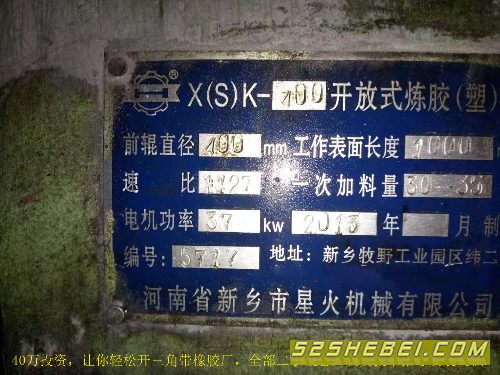 X(S)K-400开放式炼胶(塑)
前辊直径 400 mm 工作表面长度 1000
速 比 1:1.27 一次加料量 30-35
电机功率 37 kw 2013 年 月 制
编号: 5717 地址: 新乡牧野工业园区纬二
河南省新乡市星火机械有限公司
40万投资,让你轻松开一角带橡胶厂,全部
52SHEBEI.COM